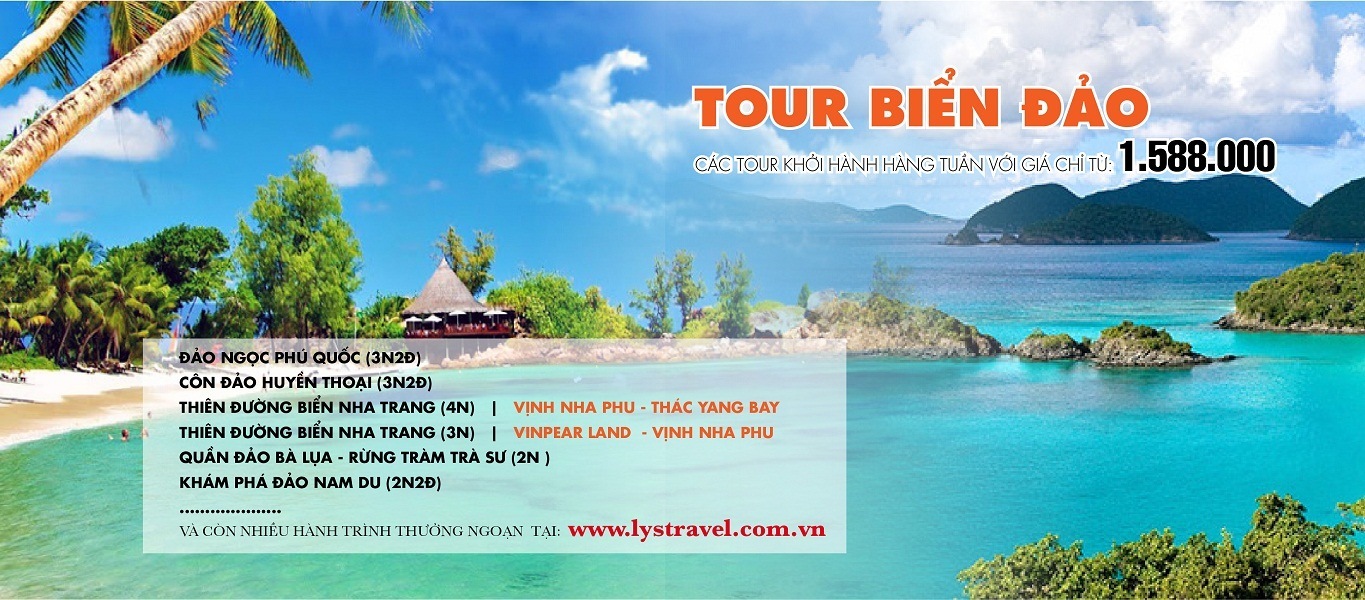 TOUR BIỂN ĐẢO
CÁC TOUR KHỞI HÀNH HÀNG TUẦN VỚI GIÁ CHỈ TỪ: 1.588.000
ĐẢO NGỌC PHÚ QUỐC (3N2Đ)
CÔN ĐẢO HUYỀN THOẠI (3N2Đ)
THIÊN ĐƯỜNG BIỂN NHA TRANG (4N) | VỊNH NHA PHU - THÁC YANG BAY
THIÊN ĐƯỜNG BIỂN NHA TRANG (3N) | VINPEAR LAND - VỊNH NHA PHU
QUẦN ĐẢO BÀ LỤA - RỪNG TRÀM TRÀ SƯ (2N )
KHÁM PHÁ ĐẢO NAM DU (2N2Đ)
....................
VÀ CÒN NHIỀU HÀNH TRÌNH THƯỞNG NGOẠN TẠI: www.lystravel.com.vn